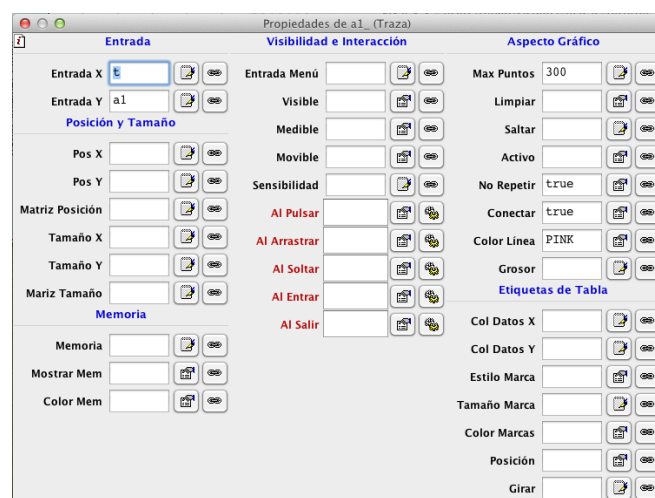 Propiedades de a1_ (Traza)
Entrada
Entrada X t
Entrada Y a1
Posición y Tamaño
Pos X
Pos Y
Matriz Posición
Tamaño X
Tamaño Y
Mariz Tamaño
Memoria
Memoria
Mostrar Mem
Color Mem
Visibilidad e Interacción
Entrada Menú
Visible
Medible
Movible
Sensibilidad
Al Pulsar
Al Arrastrar
Al Soltar
Al Entrar
Al Salir
Aspecto Gráfico
Max Puntos 300
Limpiar
Saltar
Activo
No Repetir true
Conectar true
Color Línea PINK
Grosor
Etiquetas de Tabla
Col Datos X
Col Datos Y
Estilo Marca
Tamaño Marca
Color Marcas
Posición
Girar